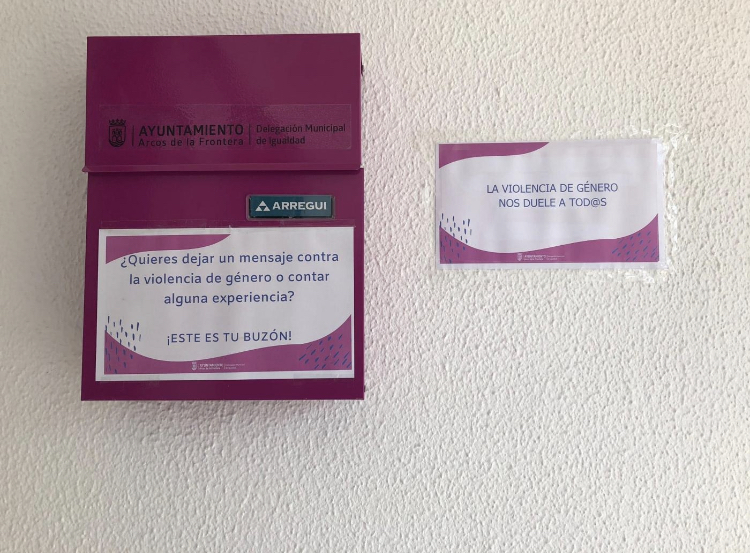 AYUNTAMIENTO
Arcos de la Frontera
Delegación Municipal
de Igualdad
ARREGUI
¿Quieres dejar un mensaje contra
la violencia de género o contar
alguna experiencia?
¡ESTE ES TU BUZÓN!
LA VIOLENCIA DE GÉNERO
NOS DUELE A TOD@S